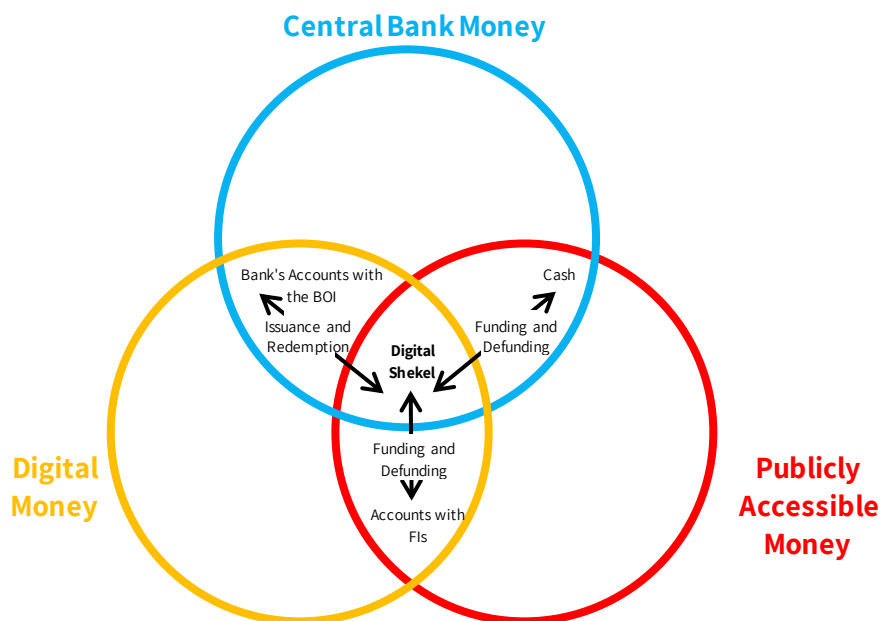 Central Bank Money
Bank's Accounts with
the BOI
Cash
Issuance and
Redemption
Funding and
Defunding
Digital
Shekel
Funding and
Defunding
Accounts with
FIs
Digital
Money
Publicly
Accessible
Money